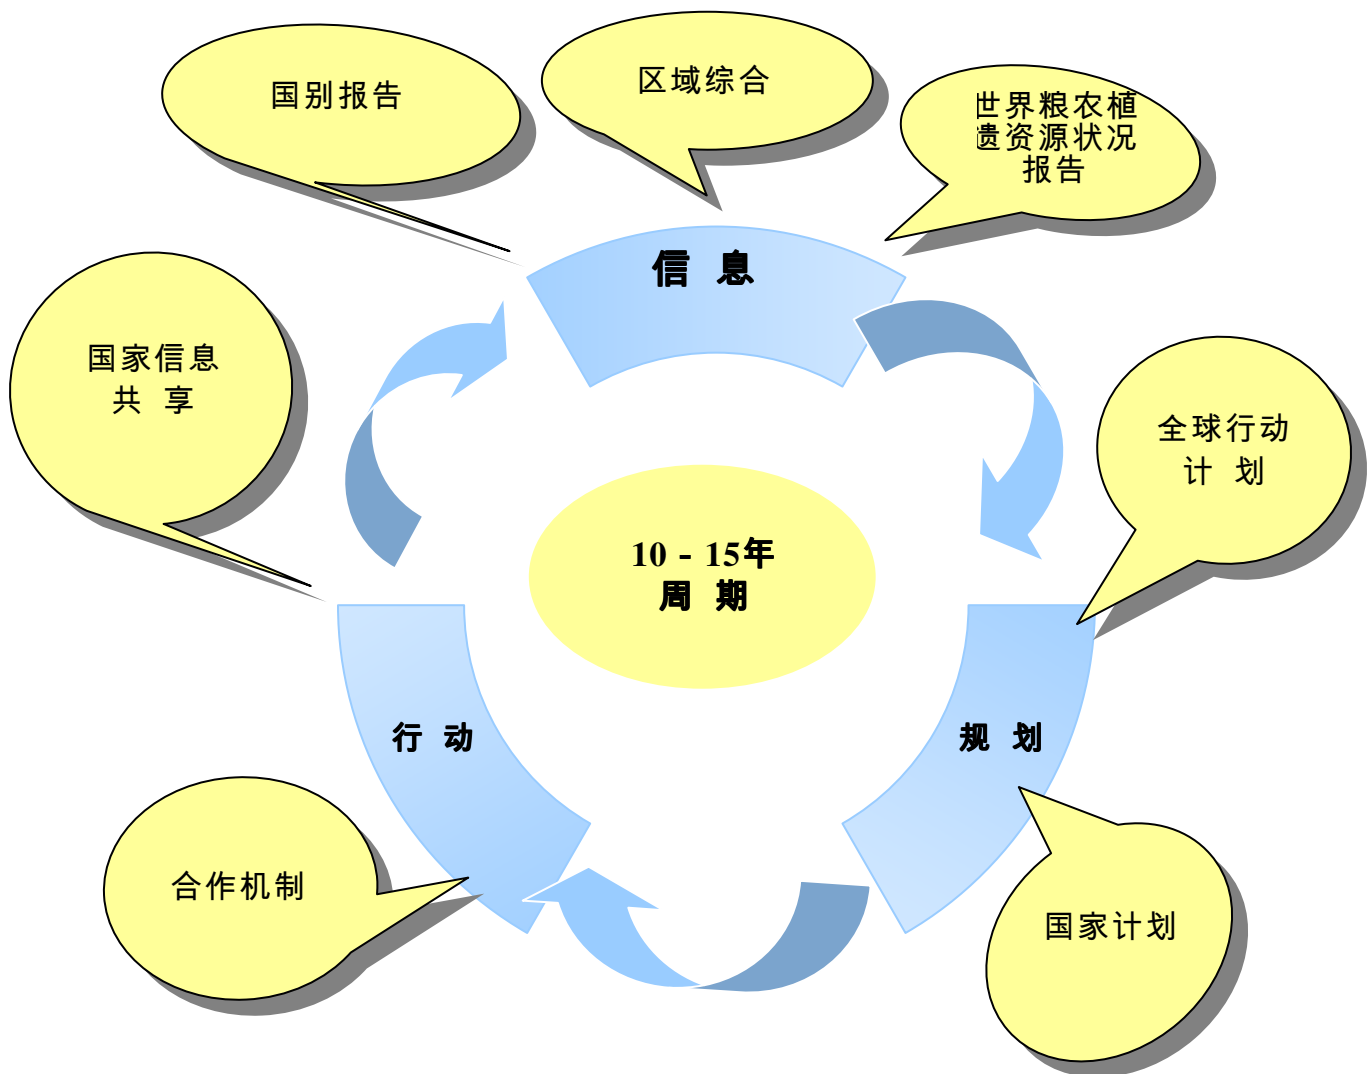 国别报告
区域综合
世界粮农植
遗资源状况
报告
信 息
国家信息
共 享
全球行动
计 划
10 - 15年
周 期
行 动
规 划
合作机制
国家计划